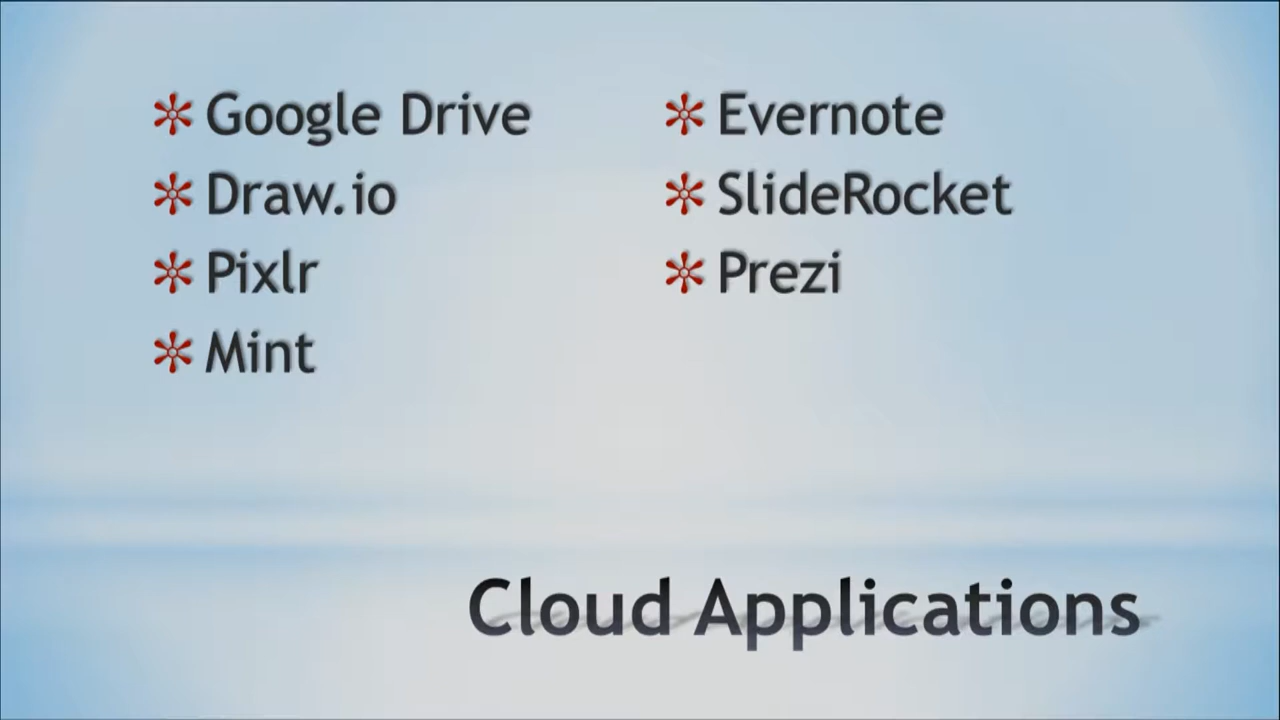 * Google Drive
* Draw.io
* Pixlr
* Mint
* Evernote
* SlideRocket
* Prezi
Cloud Applications